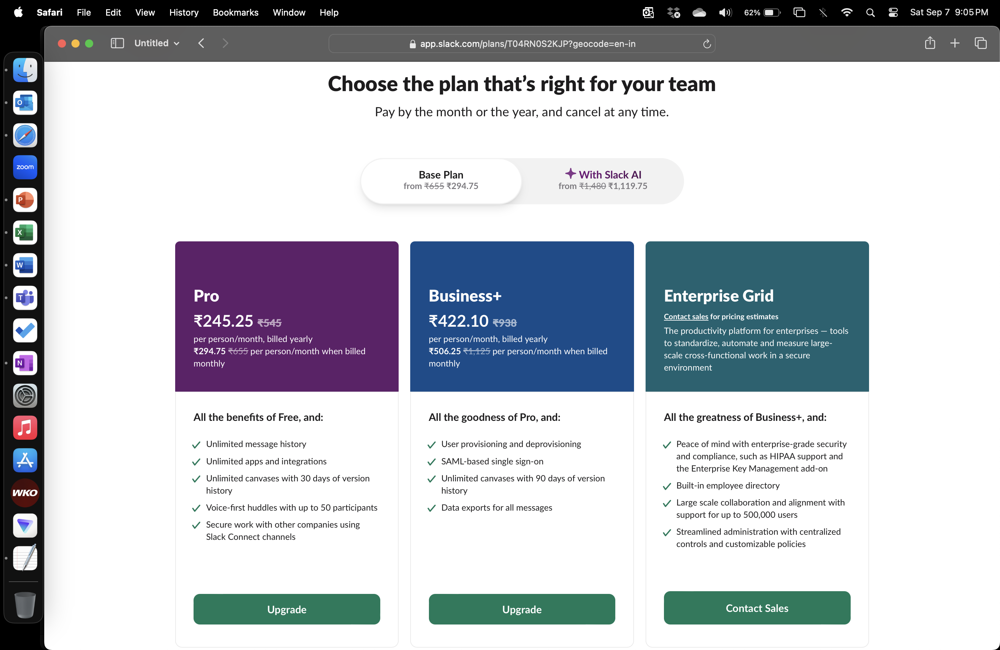 Safari File Edit View History Bookmarks Window Help 62% Sat Sep 7 9:05 PM
Untitled app.slack.com/plans/T04RN0S2KJP?geocode=en-in
Choose the plan that’s right for your team
Pay by the month or the year, and cancel at any time.
Base Plan
from ₹655 ₹294.75
With Slack AI
from ₹1,480 ₹1,119.75
Pro
₹245.25 ₹545
per person/month, billed yearly
₹294.75 ₹655 per person/month when billed
monthly
All the benefits of Free, and:
Unlimited message history
Unlimited apps and integrations
Unlimited canvases with 30 days of version
history
Voice-first huddles with up to 50 participants
Secure work with other companies using
Slack Connect channels
Upgrade
Business+
₹422.10 ₹938
per person/month, billed yearly
₹506.25 ₹1,125 per person/month when billed
monthly
All the goodness of Pro, and:
User provisioning and deprovisioning
SAML-based single sign-on
Unlimited canvases with 90 days of version
history
Data exports for all messages
Upgrade
Enterprise Grid
Contact sales for pricing estimates
The productivity platform for enterprises — tools
to standardize, automate and measure large-
scale cross-functional work in a secure
environment
All the greatness of Business+, and:
Peace of mind with enterprise-grade security
and compliance, such as HIPAA support and
the Enterprise Key Management add-on
Built-in employee directory
Large scale collaboration and alignment with
support for up to 500,000 users
Streamlined administration with centralized
controls and customizable policies
Contact Sales
O
zoom
P
X
W
T
N
WKO